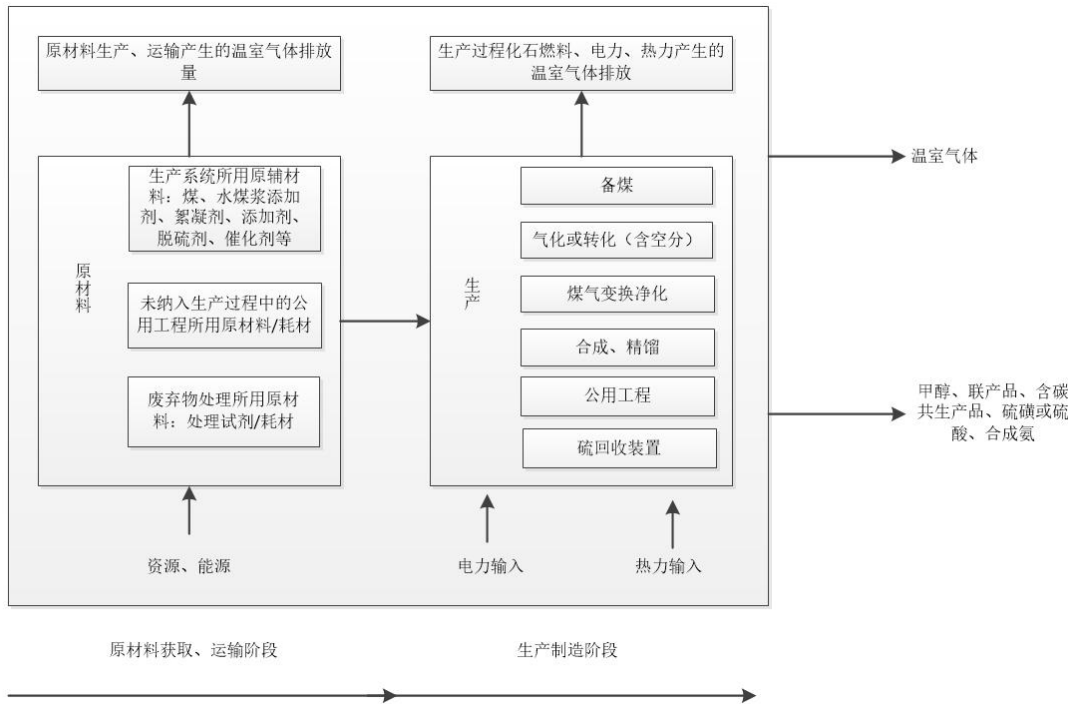 原材料生产、运输产生的温室气体排放
量
生产过程化石燃料、电力、热力产生的
温室气体排放
原材料
生产系统所用原辅材
料：煤、水煤浆添加
剂、絮凝剂、添加剂、
脱硫剂、催化剂等
未纳入生产过程中的公
用工程所用原材料/耗材
废弃物处理所用原材
料：处理试剂/耗材
生产
备煤
气化或转化（含空分）
煤气变换净化
合成、精馏
公用工程
硫回收装置
温室气体
甲醇、联产品、含碳
共生产品、硫磺或硫
酸、合成氨
资源、能源
电力输入
热力输入
原材料获取、运输阶段
生产制造阶段